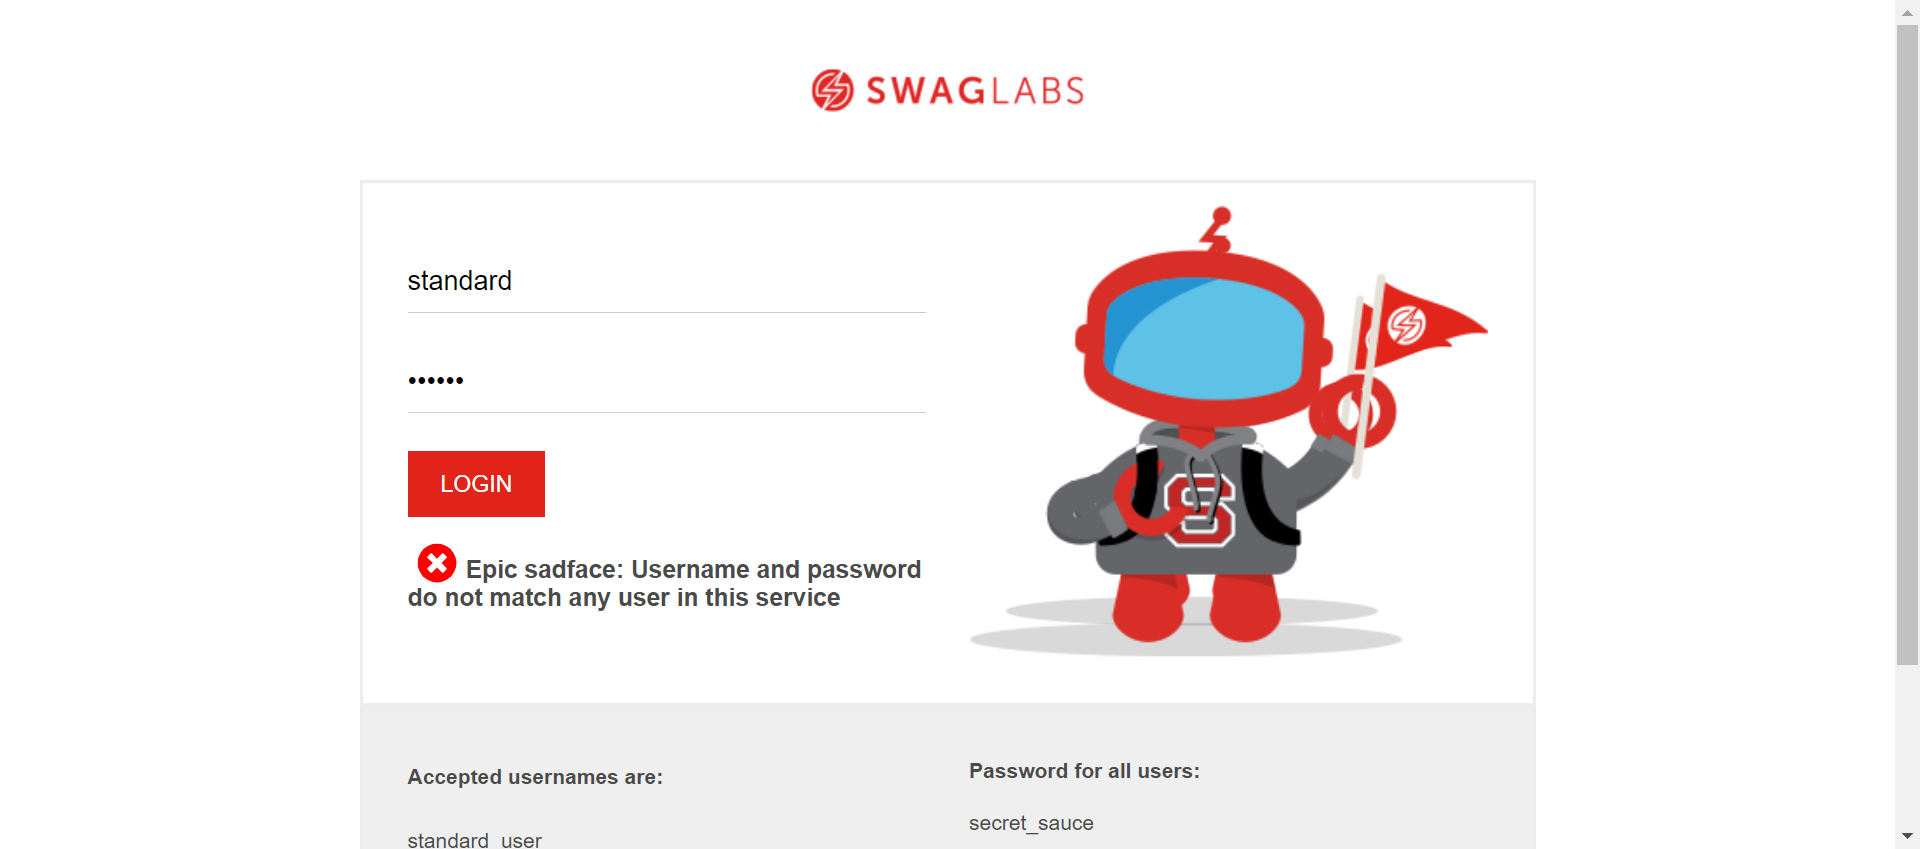 SWAGLABS
standard
••••••
LOGIN
Epic sadface: Username and password
do not match any user in this service
S
Accepted usernames are:
standard_user
Password for all users:
secret_sauce